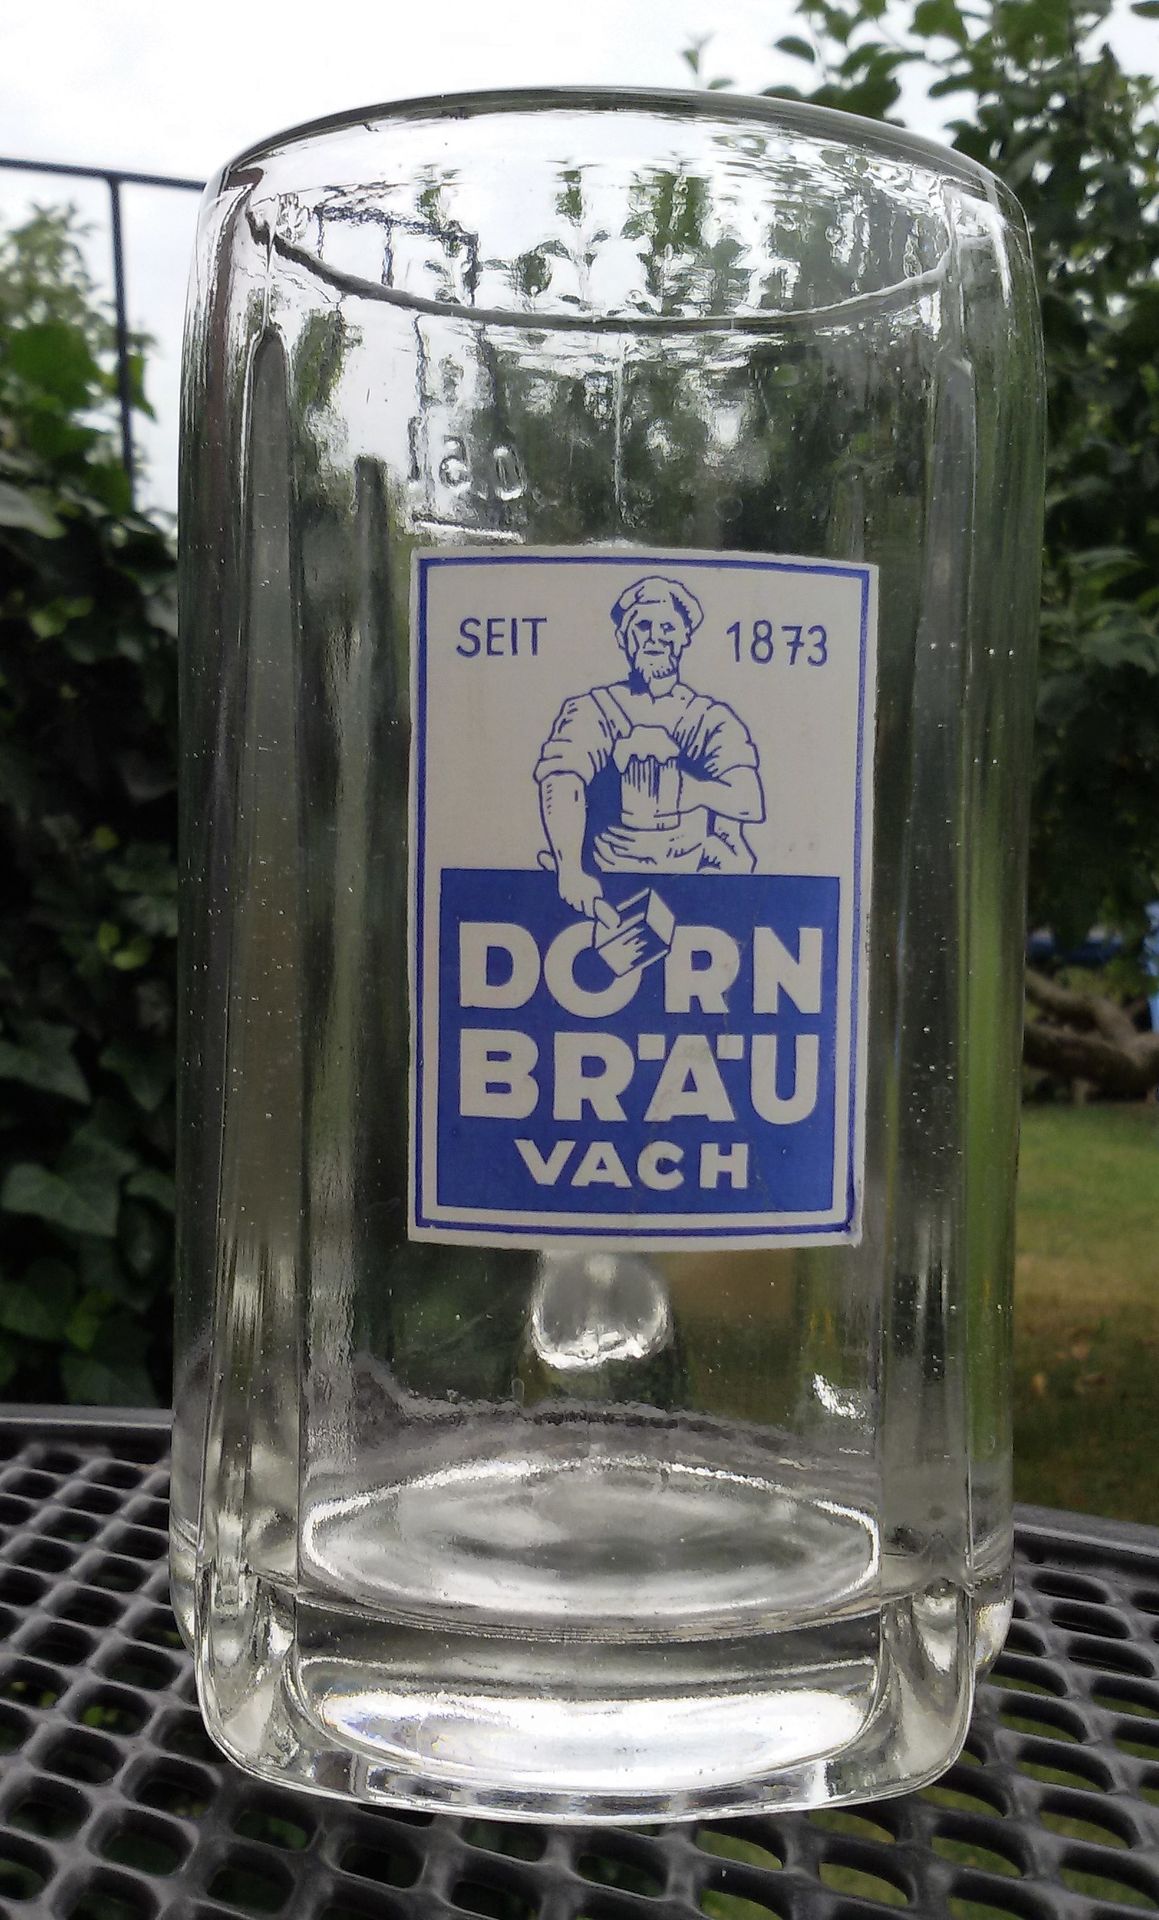 SEIT 1873
DORN
BRÄU
VACH